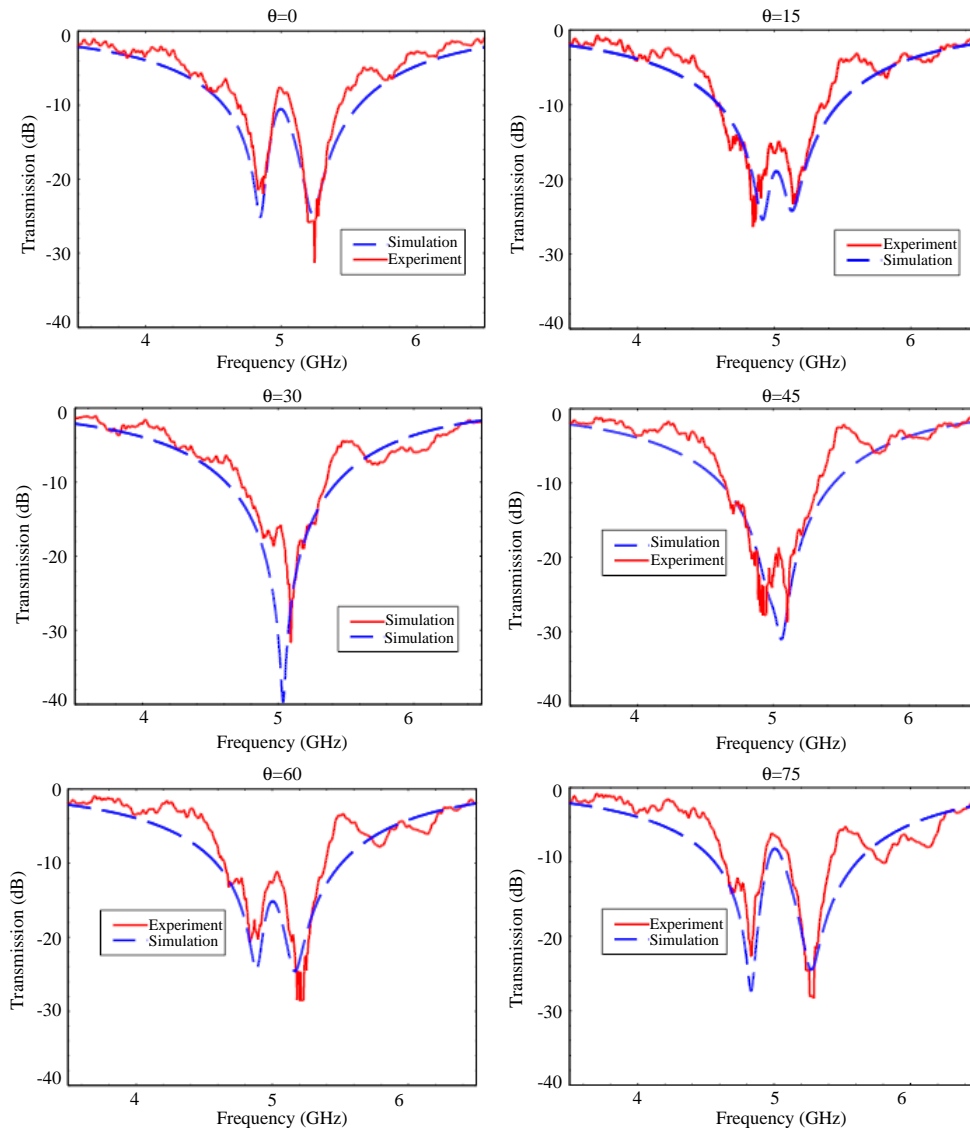 θ=0
0
-10
-20
-30
-40
Transmission (dB)
Simulation
Experiment
4 5 6
Frequency (GHz)
θ=15
0
-10
-20
-30
-40
Transmission (dB)
Experiment
Simulation
4 5 6
Frequency (GHz)
θ=30
0
-10
-20
-30
-40
Transmission (dB)
Simulation
Simulation
4 5 6
Frequency (GHz)
θ=45
0
-10
-20
-30
-40
Transmission (dB)
Simulation
Experiment
4 5 6
Frequency (GHz)
θ=60
0
-10
-20
-30
-40
Transmission (dB)
Experiment
Simulation
4 5 6
Frequency (GHz)
θ=75
0
-10
-20
-30
-40
Transmission (dB)
Experiment
Simulation
4 5 6
Frequency (GHz)